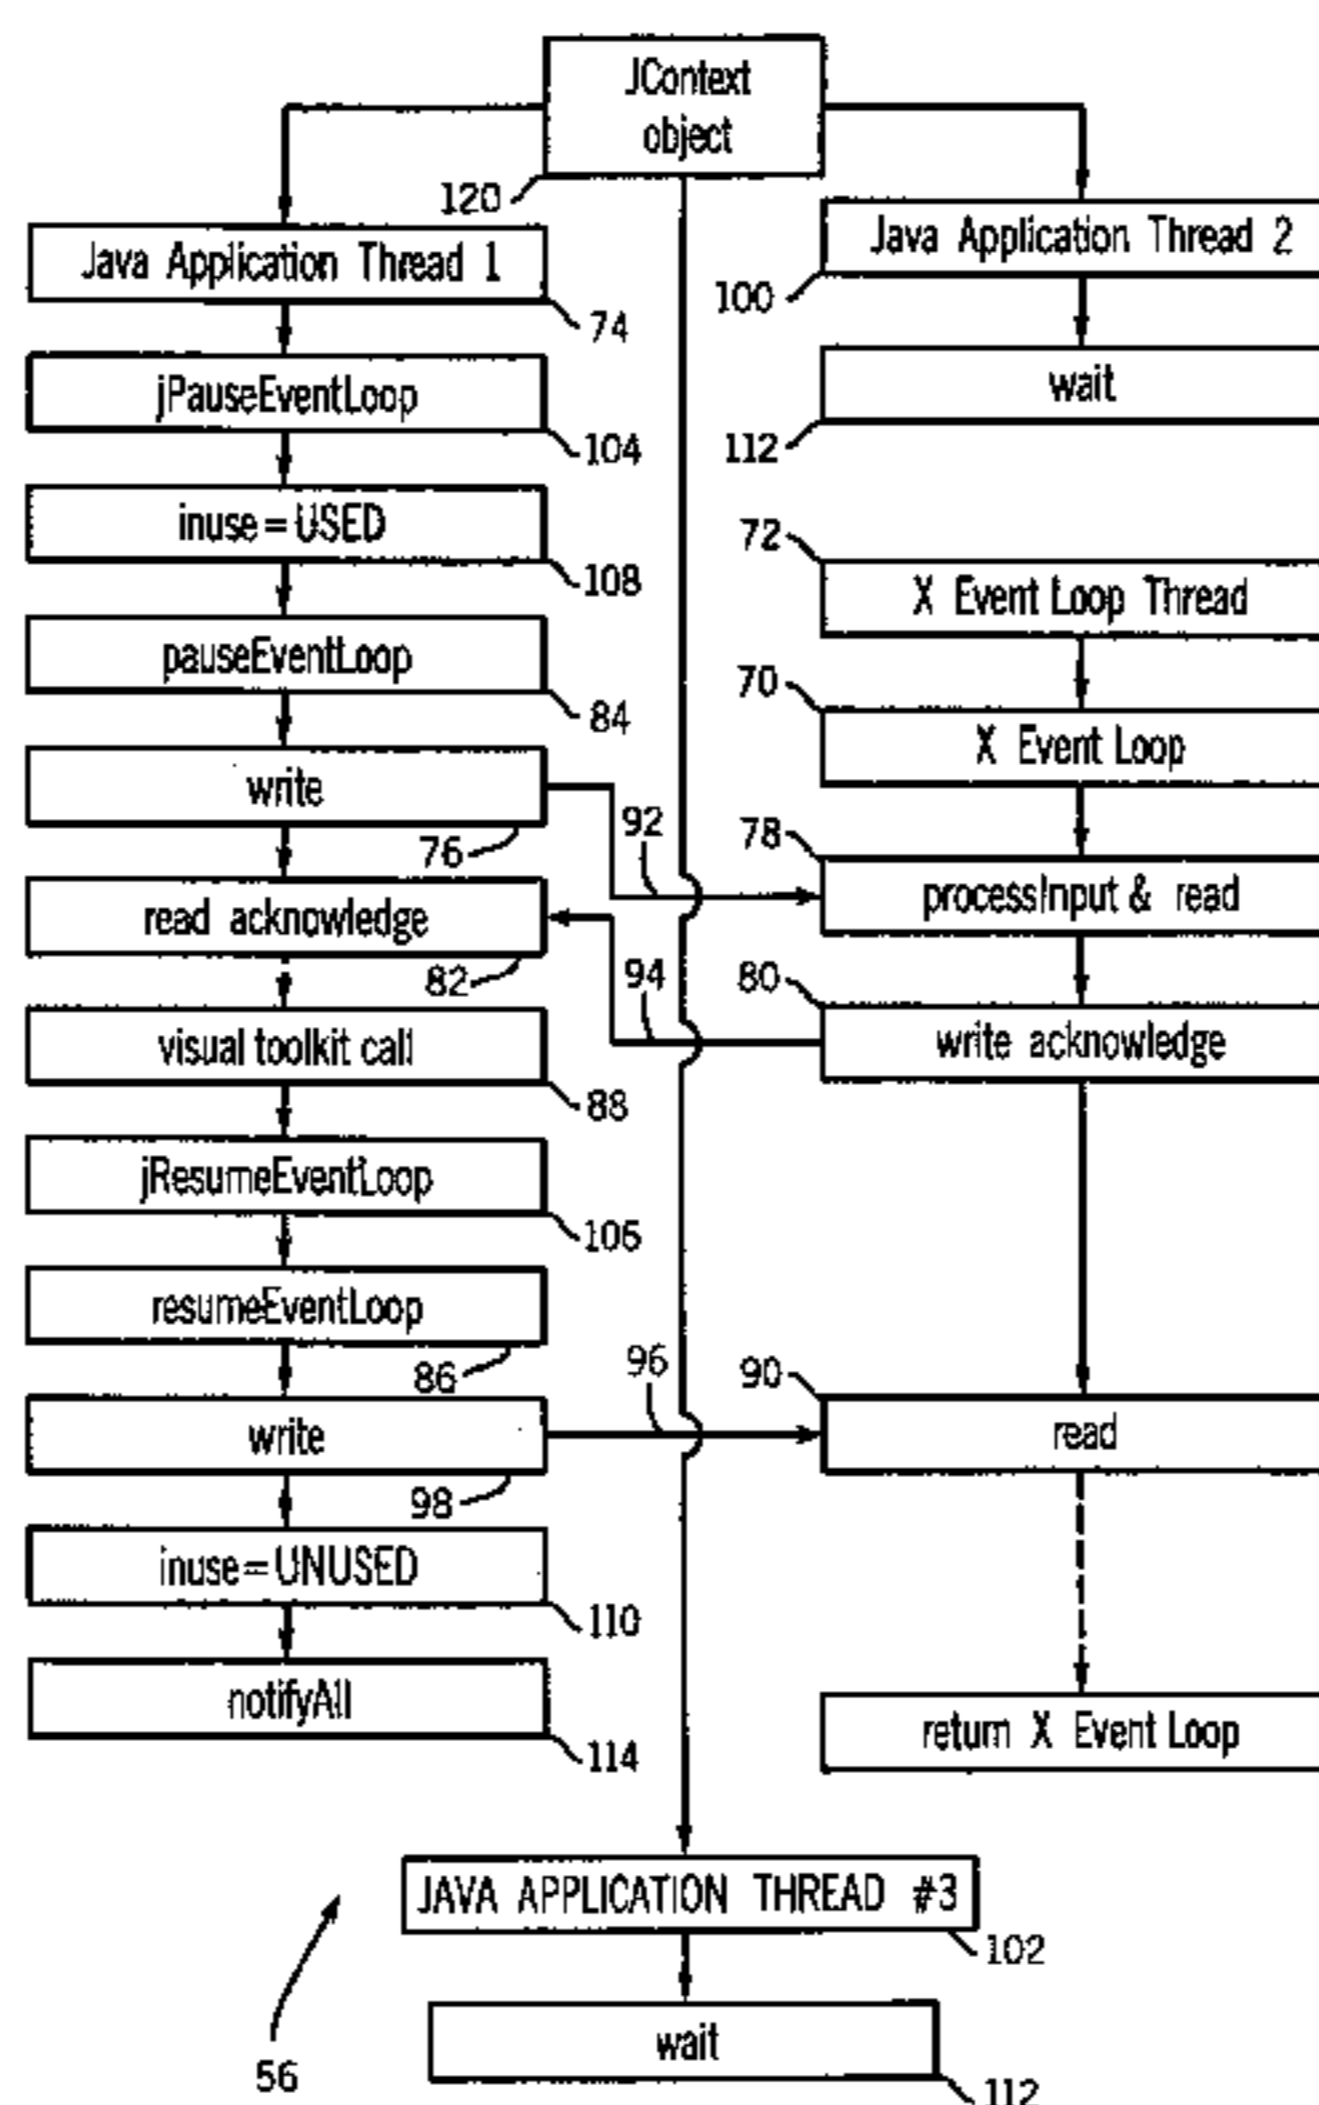 JContext
object
120
Java Application Thread 1
74
jPauseEventLoop
104
inuse=USED
108
pauseEventLoop
84
write
76
read acknowledge
82
visual toolkit call
88
jResumeEventLoop
106
resumeEventLoop
86
write
98
inuse=UNUSED
110
notifyAll
114
92
94
96
Java Application Thread 2
100
wait
112
72
X Event Loop Thread
70
X Event Loop
78
processInput & read
80
write acknowledge
90
read
return X Event Loop
JAVA APPLICATION THREAD #3
102
wait
112
56